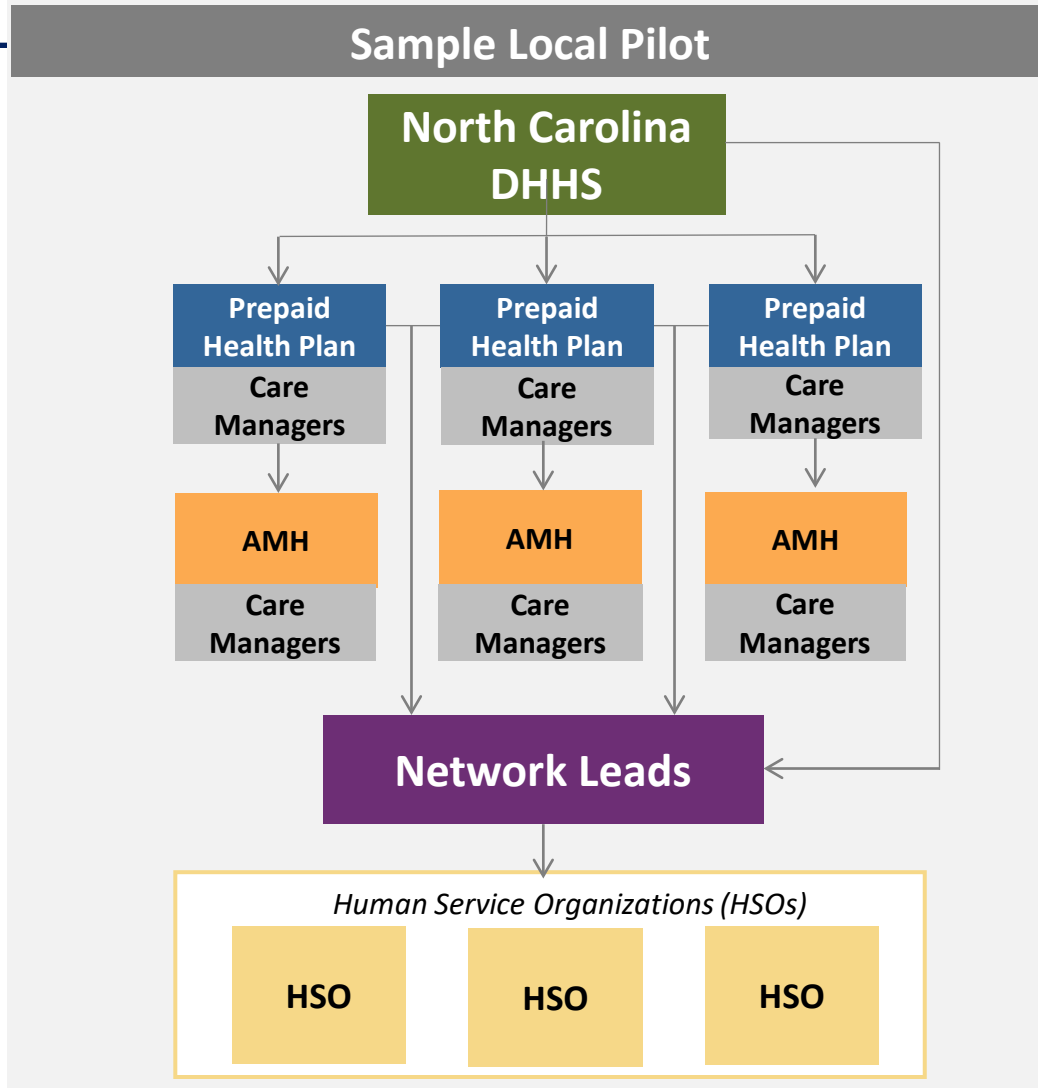 Sample Local Pilot
North Carolina
DHHS
Prepaid
Health Plan
Care
Managers
Prepaid
Health Plan
Care
Managers
Prepaid
Health Plan
Care
Managers
AMH
Care
Managers
AMH
Care
Managers
AMH
Care
Managers
Network Leads
Human Service Organizations (HSOs)
HSO
HSO
HSO